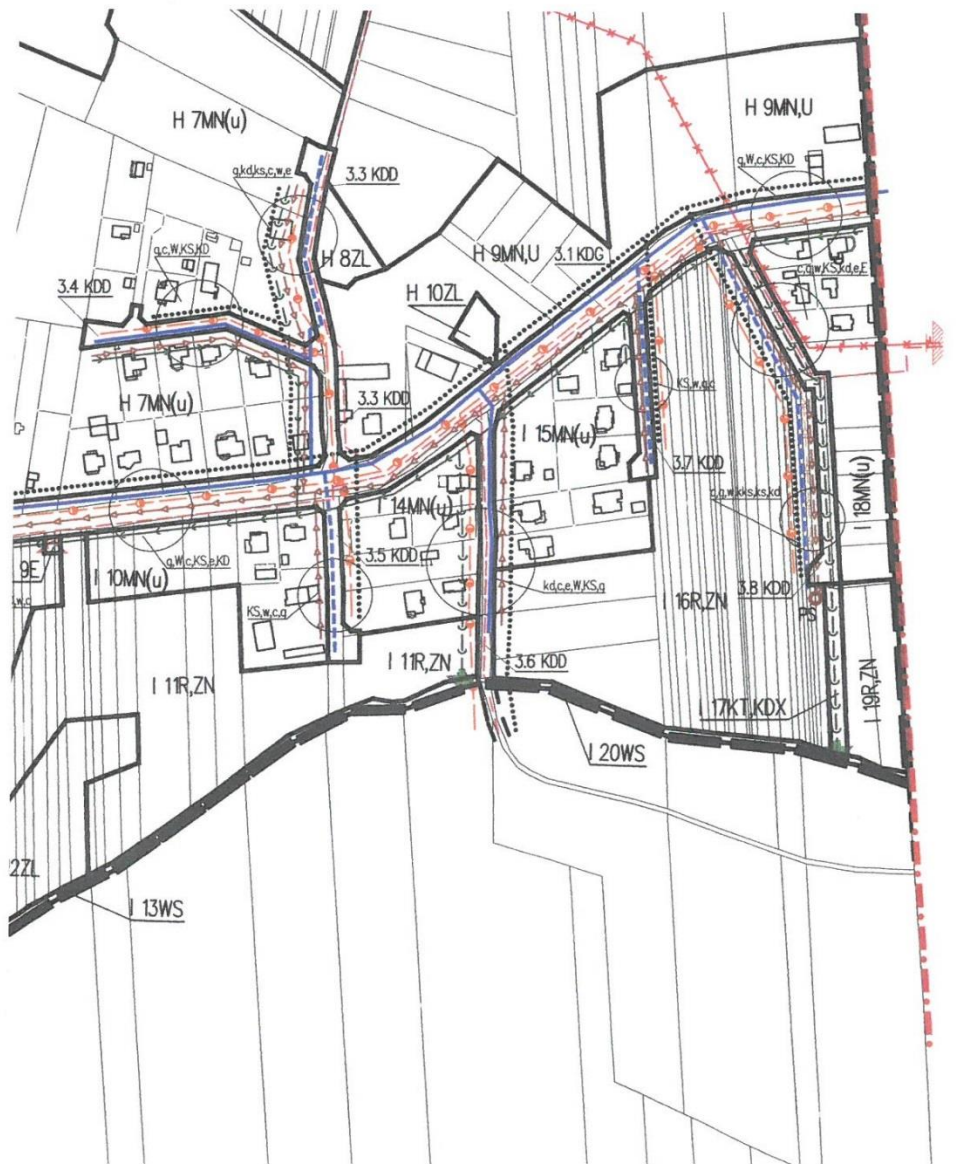 H 9MN,U
H 7MN(u)
g,W,c,KS,KD
g,kd,ks,c,w,e
3.3 KDD
H 8ZL
H 9MN,U
3.1 KDG
g,c,W,KS,KD
c,g,w,KS,kd,e,E
3.4 KDD
H 10ZL
KS,w,g,c
H 7MN(u)
3.3 KDD
I 15MN(u)
3.7 KDD
I 14MN(u)
I 18MN(u)
3.5 KDD
9E
g,W,c,KS,e,KD
I 10MN(u)
kd,c,e,W,KS,g
3.8 KDD
KS,w,c,g
I 16R,ZN
PS
I 11R,ZN
3.6 KDD
I 11R,ZN
I 17KT,KDX
I 19R,ZN
I 20WS
2ZL
I 13WS